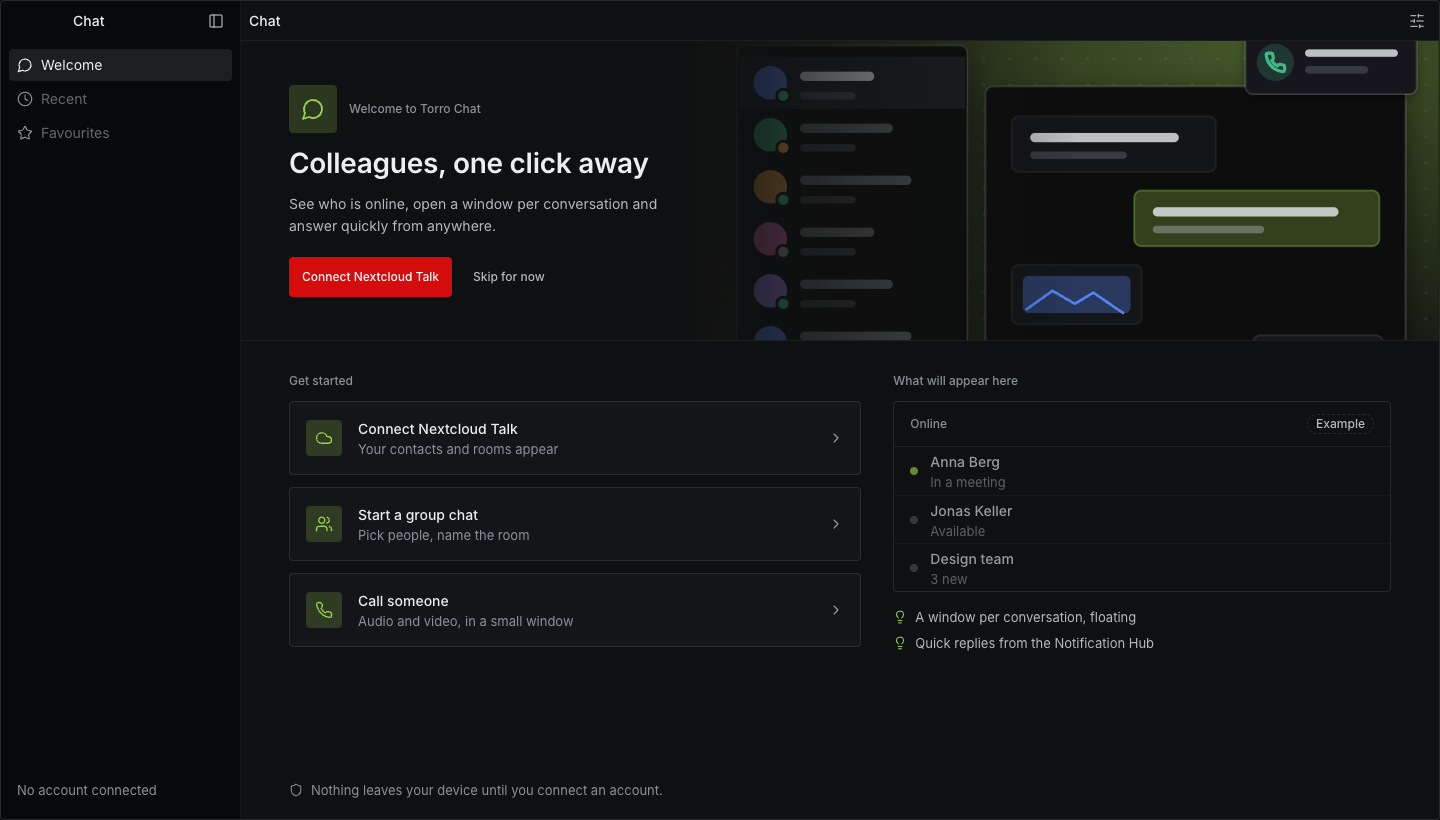 Chat
Chat
Welcome
Recent
Favourites
Welcome to Torro Chat
Colleagues, one click away
See who is online, open a window per conversation and
answer quickly from anywhere.
Connect Nextcloud Talk
Skip for now
Get started
Connect Nextcloud Talk
Your contacts and rooms appear
Start a group chat
Pick people, name the room
Call someone
Audio and video, in a small window
What will appear here
Online
Example
Anna Berg
In a meeting
Jonas Keller
Available
Design team
3 new
A window per conversation, floating
Quick replies from the Notification Hub
No account connected
Nothing leaves your device until you connect an account.